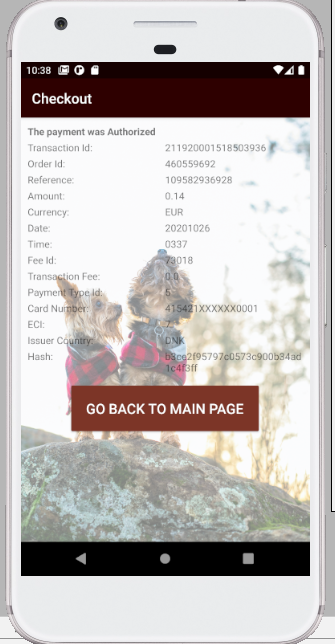 10:38
Checkout
The payment was Authorized
Transaction Id: 211920001518503936
Order Id: 460559692
Reference: 109582936928
Amount: 0.14
Currency: EUR
Date: 20201026
Time: 0337
Fee Id: 73018
Transaction Fee: 0.0
Payment Type Id: 5
Card Number: 415421XXXXXX0001
ECI: 7
Issuer Country: DNK
Hash:
GO BACK TO MAIN PAGE